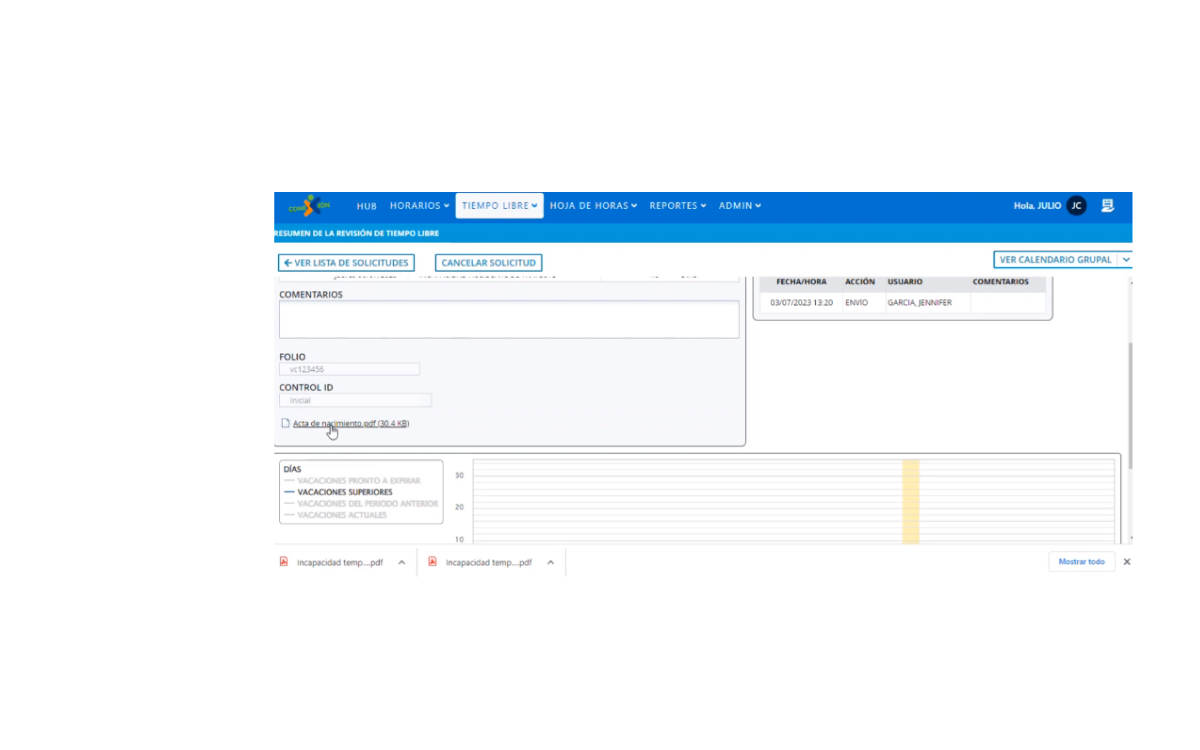 HUB HORARIOS TIEMPO LIBRE HOJA DE HORAS REPORTES ADMIN Hola, JULIO JC
RESUMEN DE LA REVISIÓN DE TIEMPO LIBRE
VER LISTA DE SOLICITUDES CANCELAR SOLICITUD VER CALENDARIO GRUPAL
COMENTARIOS
FOLIO
vc123456
CONTROL ID
Inicial
Acta de nacimiento.pdf (30.4 KB)
FECHA/HORA ACCIÓN USUARIO COMENTARIOS
03/07/2023 13:20 ENVIO GARCIA, JENNIFER
DÍAS
VACACIONES PRONTO A EXPIRAR
VACACIONES SUPERIORES
VACACIONES DEL PERIODO ANTERIOR
VACACIONES ACTUALES
30
20
10
Incapacidad temp....pdf Incapacidad temp....pdf Mostrar todo